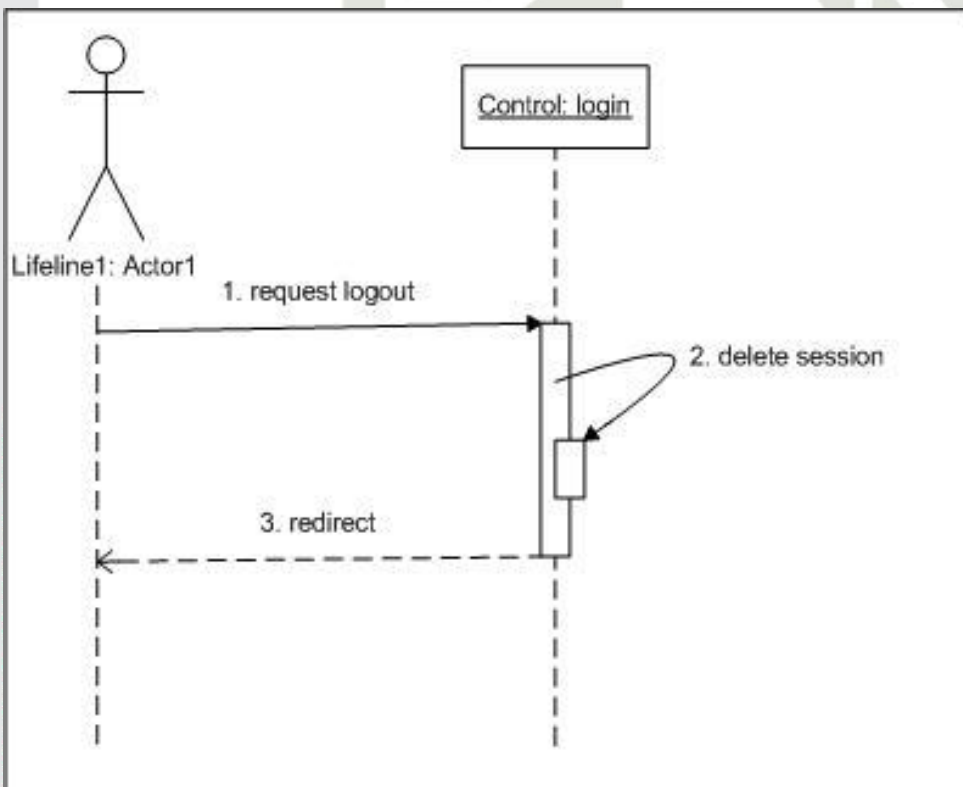 Control: login
Lifeline1: Actor1
1. request logout
2. delete session
3. redirect